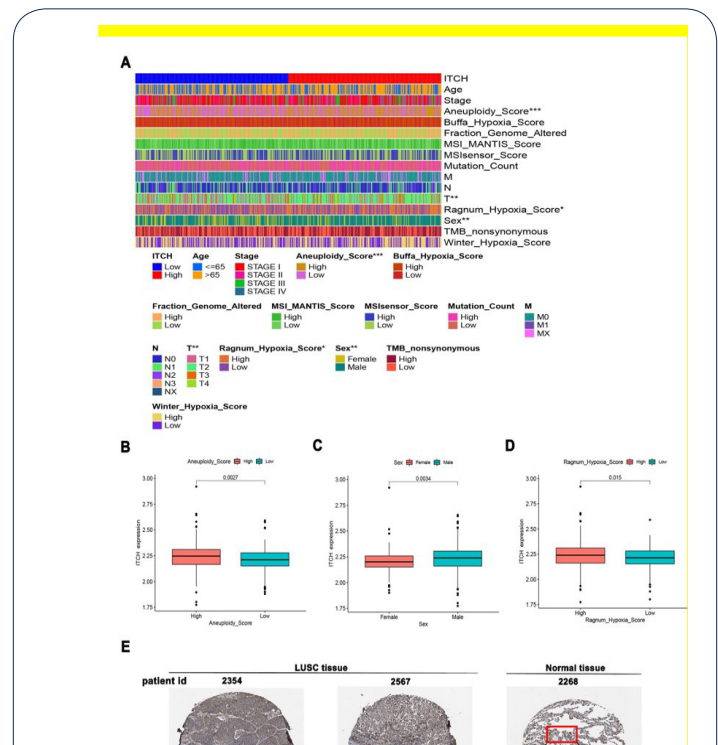 A
ITCH
Age
Stage
Aneuploidy_Score***
Buffa_Hypoxia_Score
Fraction_Genome_Altered
MSI_MANTIS_Score
MSIsensor_Score
Mutation_Count
M
N
T**
Ragnum_Hypoxia_Score*
Sex**
TMB_nonsynonymous
Winter_Hypoxia_Score
ITCH Age Stage Aneuploidy_Score*** Buffa_Hypoxia_Score
Low <=65 STAGE I High High
High >65 STAGE II Low Low
STAGE III
STAGE IV
Fraction_Genome_Altered MSI_MANTIS_Score MSIsensor_Score Mutation_Count M
High High High High M0
Low Low Low Low M1
MX
N T** Ragnum_Hypoxia_Score* Sex** TMB_nonsynonymous
N0 T1 High Female High
N1 T2 Low Male Low
N2 T3
N3 T4
NX
Winter_Hypoxia_Score
High
Low
B
Aneuploidy_Score High Low
0.0027
3.00
2.75
2.50
2.25
2.00
1.75
ITCH expression
High Low
Aneuploidy_Score
C
Sex Female Male
0.0034
3.00
2.75
2.50
2.25
2.00
1.75
ITCH expression
Female Male
Sex
D
Ragnum_Hypoxia_Score High Low
0.015
3.00
2.75
2.50
2.25
2.00
1.75
ITCH expression
High Low
Ragnum_Hypoxia_Score
E
LUSC tissue Normal tissue
patient id 2354 2567 2268